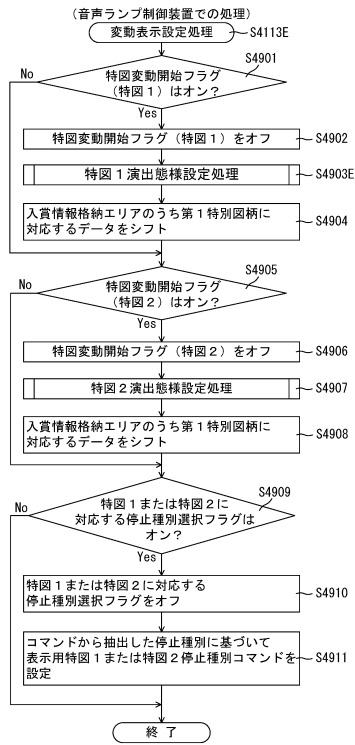 （音声ランプ制御装置での処理）
変動表示設定処理
S4113E
S4901
No
特図変動開始フラグ
（特図１）はオン？
Yes
特図変動開始フラグ（特図１）をオフ
S4902
特図１演出態様設定処理
S4903E
入賞情報格納エリアのうち第１特別図柄に
対応するデータをシフト
S4904
S4905
No
特図変動開始フラグ
（特図２）はオン？
Yes
特図変動開始フラグ（特図２）をオフ
S4906
特図２演出態様設定処理
S4907
入賞情報格納エリアのうち第１特別図柄に
対応するデータをシフト
S4908
S4909
No
特図１または特図２に
対応する停止種別選択フラグは
オン？
Yes
特図１または特図２に対応する
停止種別選択フラグをオフ
S4910
コマンドから抽出した停止種別に基づいて
表示用特図１または特図２停止種別コマンドを
設定
S4911
終 了